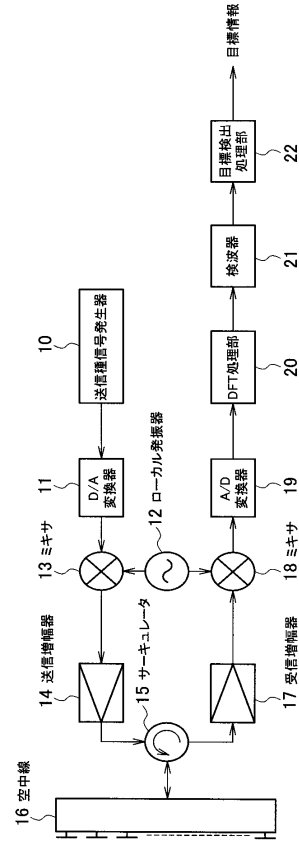 16 空中線
14 送信増幅器
13 ミキサ
11
D/A
変換器
10
送信種信号発生器
15 サーキュレータ
12 ローカル発振器
17 受信増幅器
18 ミキサ
A/D
変換器
19
DFT処理部
20
検波器
21
目標検出
処理部
22
目標情報